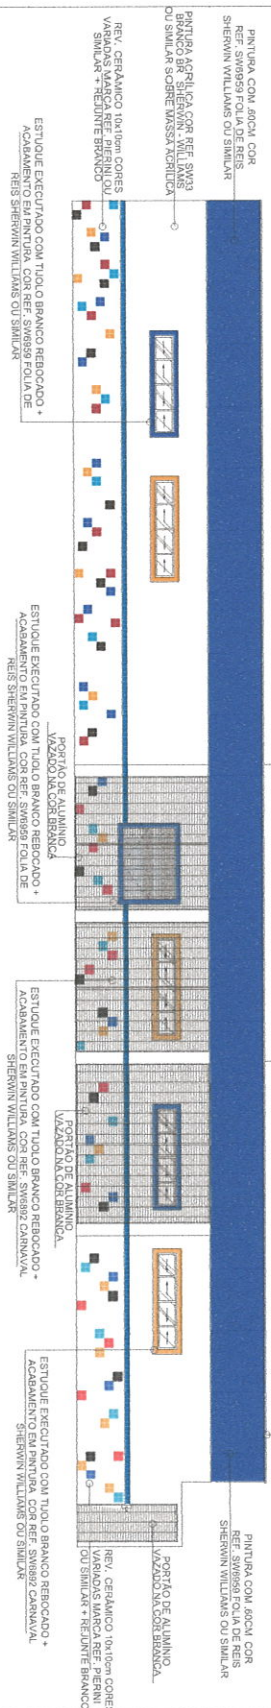 PINTURA COM .60CM COR
REF. SW6959 FOLIA DE REIS
SHERWIN WILLIAMS OU SIMILAR
PINTURA ACRÍLICA COR REF. SW33
BRANCO BR SHERWIN - WILLIAMS
OU SIMILAR SOBRE MASSA ACRÍLICA
REV. CERÂMICO 10x10cm CORES
VARIADAS MARCA REF. PIERINI OU
SIMILAR + REJUNTE BRANCO
ESTUQUE EXECUTADO COM TIJOLO BRANCO REBOCADO +
ACABAMENTO EM PINTURA COR REF. SW6959 FOLIA DE
REIS SHERWIN WILLIAMS OU SIMILAR
ESTUQUE EXECUTADO COM TIJOLO BRANCO REBOCADO +
ACABAMENTO EM PINTURA COR REF. SW6959 FOLIA DE
REIS SHERWIN WILLIAMS OU SIMILAR
PORTÃO DE ALUMÍNIO
VAZADO NA COR BRANCA
ESTUQUE EXECUTADO COM TIJOLO BRANCO REBOCADO +
ACABAMENTO EM PINTURA COR REF. SW6892 CARNAVAL
SHERWIN WILLIAMS OU SIMILAR
PORTÃO DE ALUMÍNIO
VAZADO NA COR BRANCA
ESTUQUE EXECUTADO COM TIJOLO BRANCO REBOCADO +
ACABAMENTO EM PINTURA COR REF. SW6892 CARNAVAL
SHERWIN WILLIAMS OU SIMILAR
PINTURA COM .60CM COR
REF. SW6959 FOLIA DE REIS
SHERWIN WILLIAMS OU SIMILAR
PORTÃO DE ALUMÍNIO
VAZADO NA COR BRANCA
REV. CERÂMICO 10x10cm CORE
VARIADAS MARCA REF. PIERINI
OU SIMILAR + REJUNTE BRANCO